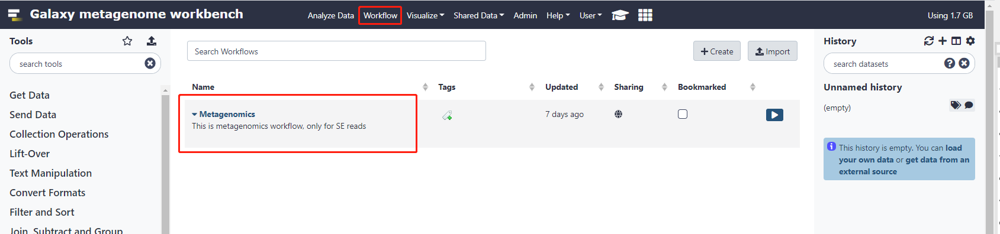 Galaxy metagenome workbench
Analyze Data Workflow Visualize Shared Data Admin Help User Using 1.7 GB
Tools
search tools
Get Data
Send Data
Collection Operations
Lift-Over
Text Manipulation
Convert Formats
Filter and Sort
Join, Subtract and Group
Search Workflows
Create Import
Name Tags Updated Sharing Bookmarked
Metagenomics 7 days ago
This is metagenomics workflow, only for SE reads
History
search datasets
Unnamed history
(empty)
This history is empty. You can load
your own data or get data from an
external source